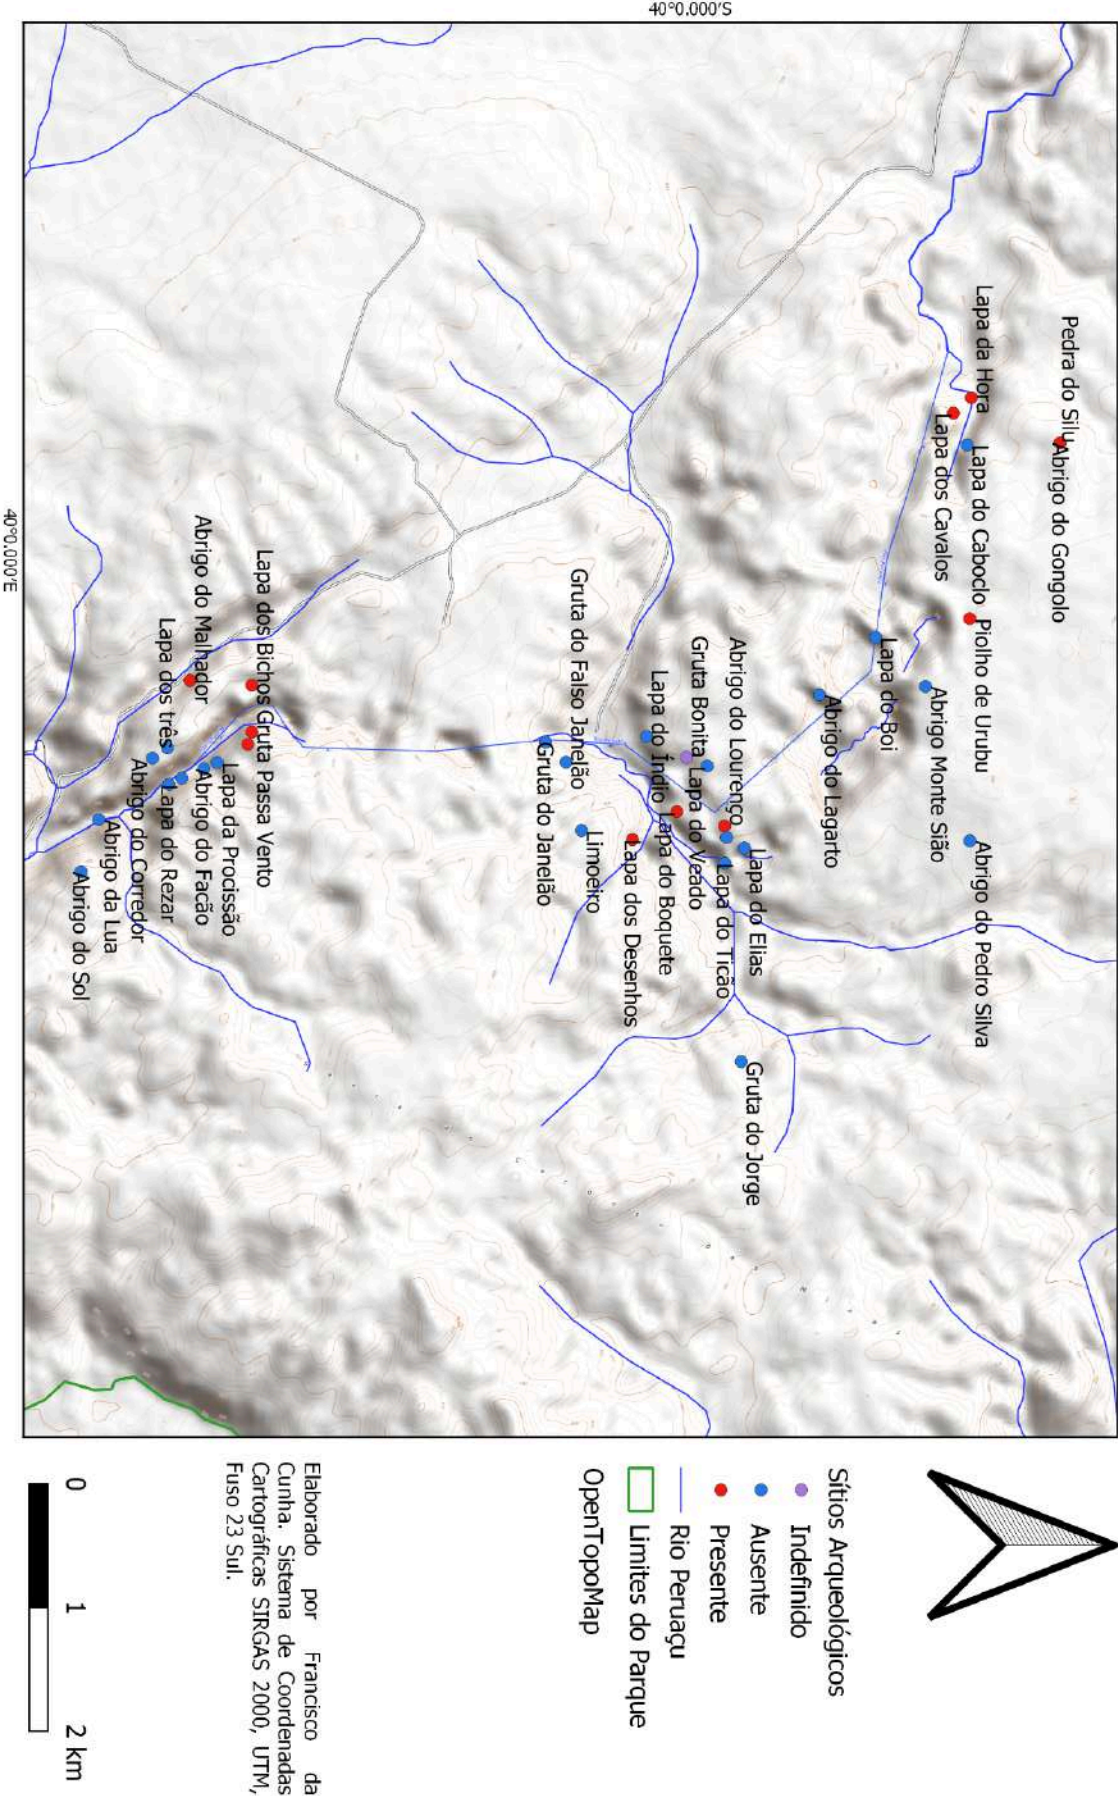 40°0.000'S
40°0.000'E
Pedra do Silu
Abrigo do Gongolo
Lapa da Hora
Lapa do Caboclo
Piolho de Urubu
Abrigo do Pedro Silva
Lapa dos Cavalos
Abrigo Monte Sião
Lapa do Boi
Abrigo do Lagarto
Abrigo do Lourenço
Lapa do Elias
Gruta do Jorge
Lapa do Ticão
Gruta Bonita
Lapa do Veado
Lapa do Índio
Lapa do Boquete
Lapa dos Desenhos
Gruta do Falso Janelão
Limoeiro
Gruta do Janelão
Lapa dos Bichos
Gruta Passa Vento
Abrigo do Malhador
Lapa da Procissão
Abrigo do Facão
Lapa dos três
Lapa do Rezar
Abrigo do Corredor
Abrigo da Lua
Abrigo do Sol
Sítios Arqueológicos
Indefinido
Ausente
Presente
Rio Peruaçu
Limites do Parque
OpenTopoMap
Elaborado por Francisco da
Cunha. Sistema de Coordenadas
Cartográficas SIRGAS 2000, UTM,
Fuso 23 Sul.
0 1 2 km